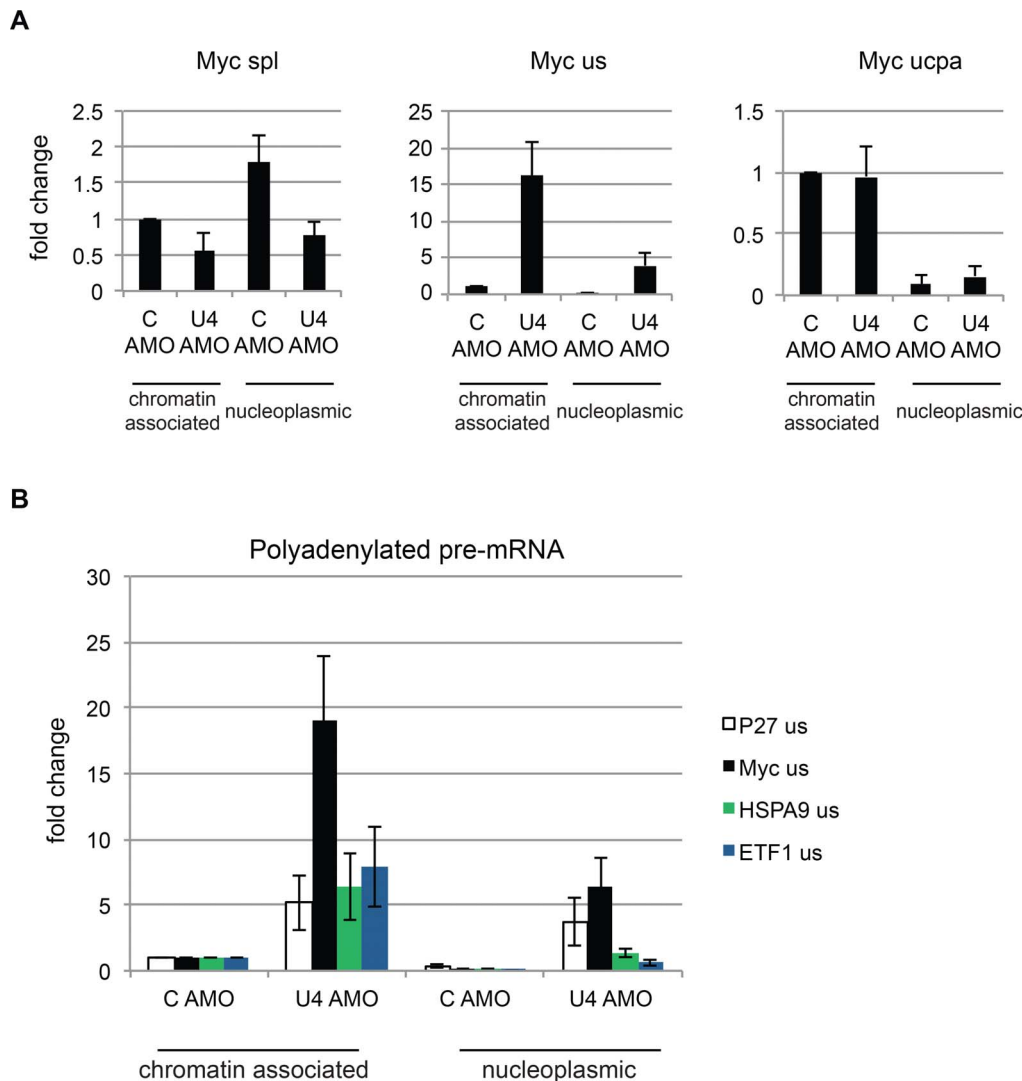 A
Myc spl
Myc us
Myc ucpa
fold change
2.5
2
1.5
1
0.5
0
C AMO
U4 AMO
C AMO
U4 AMO
chromatin associated
nucleoplasmic
25
20
15
10
5
0
C AMO
U4 AMO
C AMO
U4 AMO
chromatin associated
nucleoplasmic
1.5
1
0.5
0
C AMO
U4 AMO
C AMO
U4 AMO
chromatin associated
nucleoplasmic
B
Polyadenylated pre-mRNA
fold change
30
25
20
15
10
5
0
C AMO
U4 AMO
C AMO
U4 AMO
chromatin associated
nucleoplasmic
P27 us
Myc us
HSPA9 us
ETF1 us